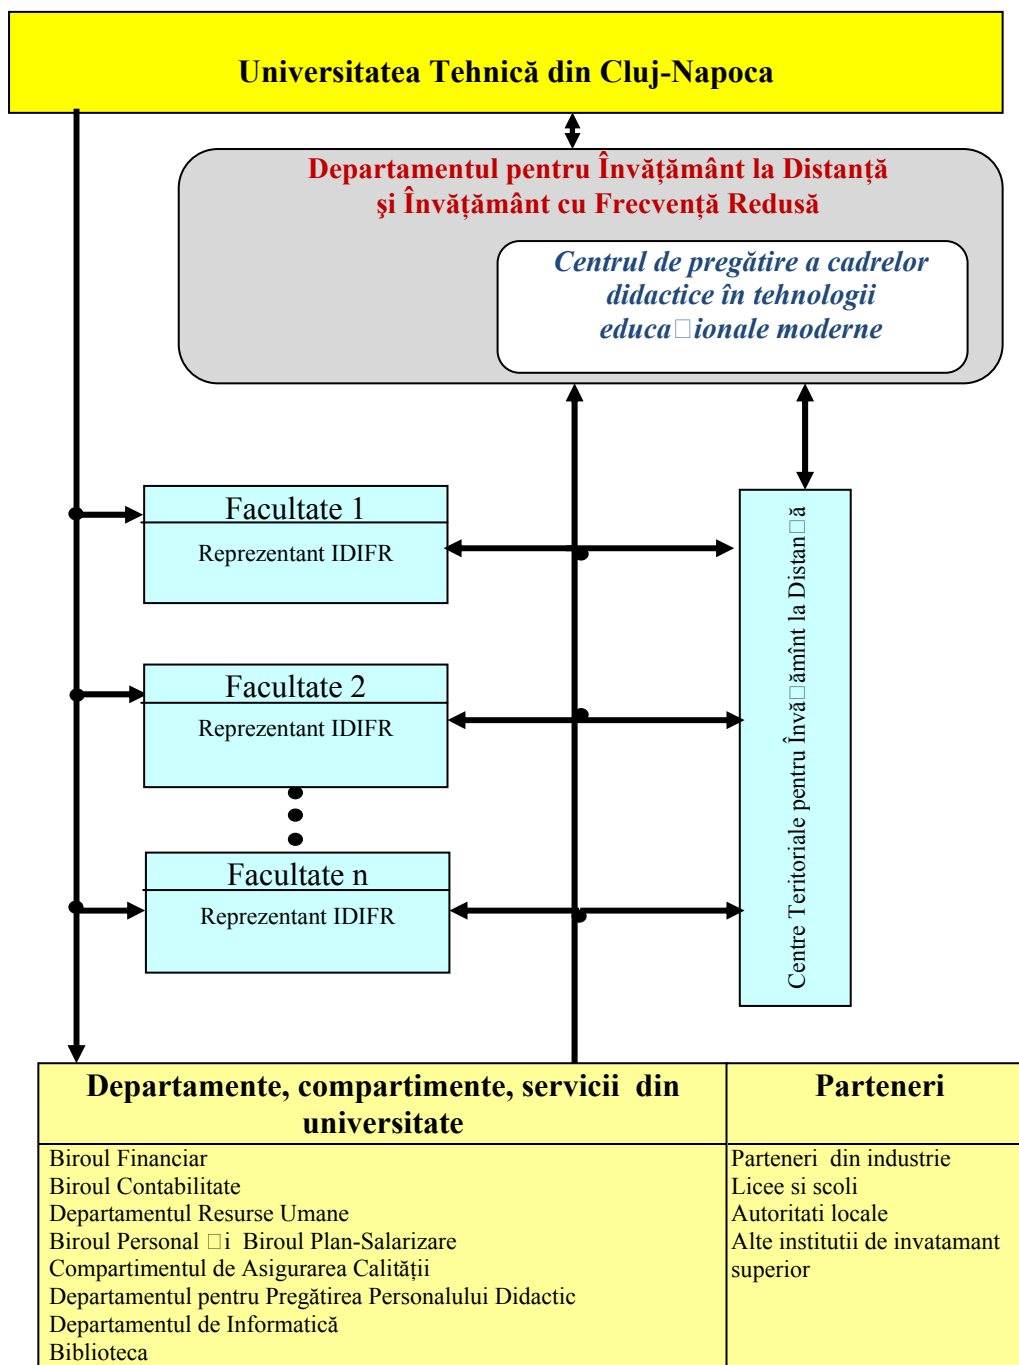 Universitatea Tehnică din Cluj-Napoca
Departamentul pentru Învățământ la Distanță
şi Învățământ cu Frecvență Redusă
Centrul de pregătire a cadrelor
didactice în tehnologii
educa□ionale moderne
Facultate 1
Reprezentant IDIFR
Facultate 2
Reprezentant IDIFR
Facultate n
Reprezentant IDIFR
Centre Teritoriale pentru Învă□ămînt la Distan□ă
Departamente, compartimente, servicii din
universitate
Biroul Financiar
Biroul Contabilitate
Departamentul Resurse Umane
Biroul Personal □i Biroul Plan-Salarizare
Compartimentul de Asigurarea Calității
Departamentul pentru Pregătirea Personalului Didactic
Departamentul de Informatică
Biblioteca
Parteneri
Parteneri din industrie
Licee si scoli
Autoritati locale
Alte institutii de invatamant
superior